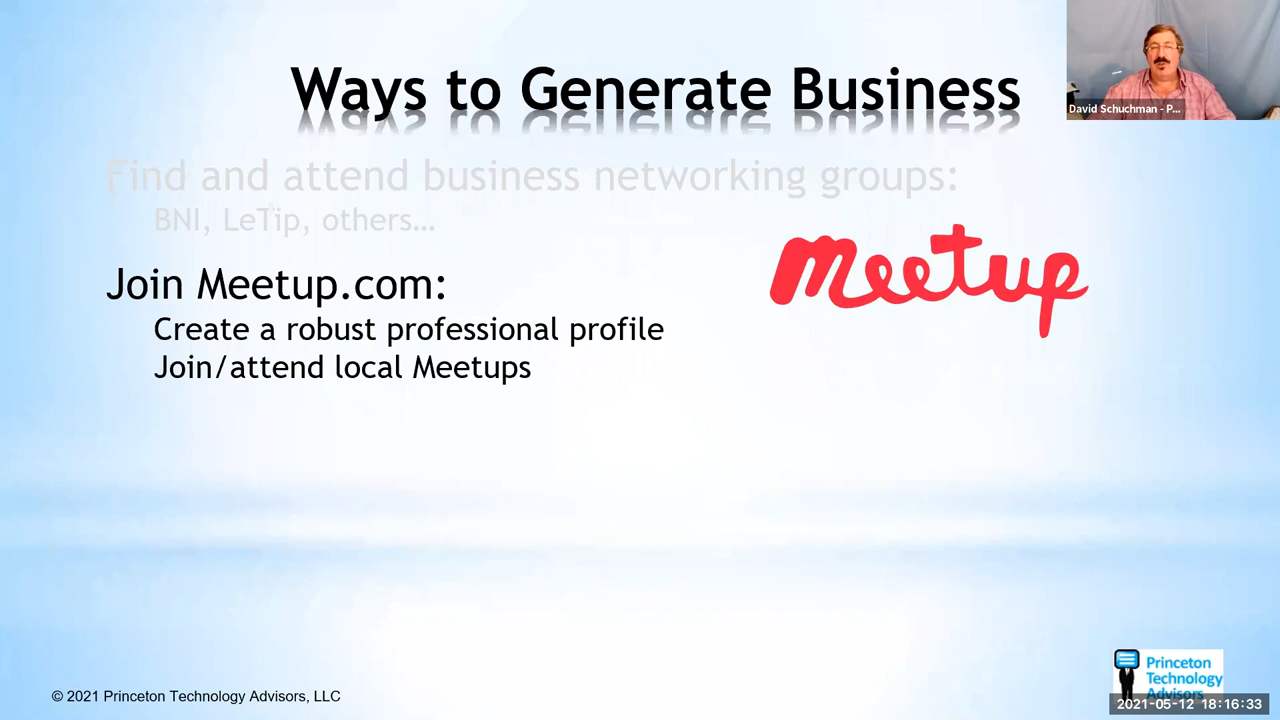 Ways to Generate Business
David Schuchman - P...
Find and attend business networking groups:
BNI, LeTip, others...
meetup
Join Meetup.com:
Create a robust professional profile
Join/attend local Meetups
Princeton
Technology
Advisors
© 2021 Princeton Technology Advisors, LLC
2021-05-12 18:16:33